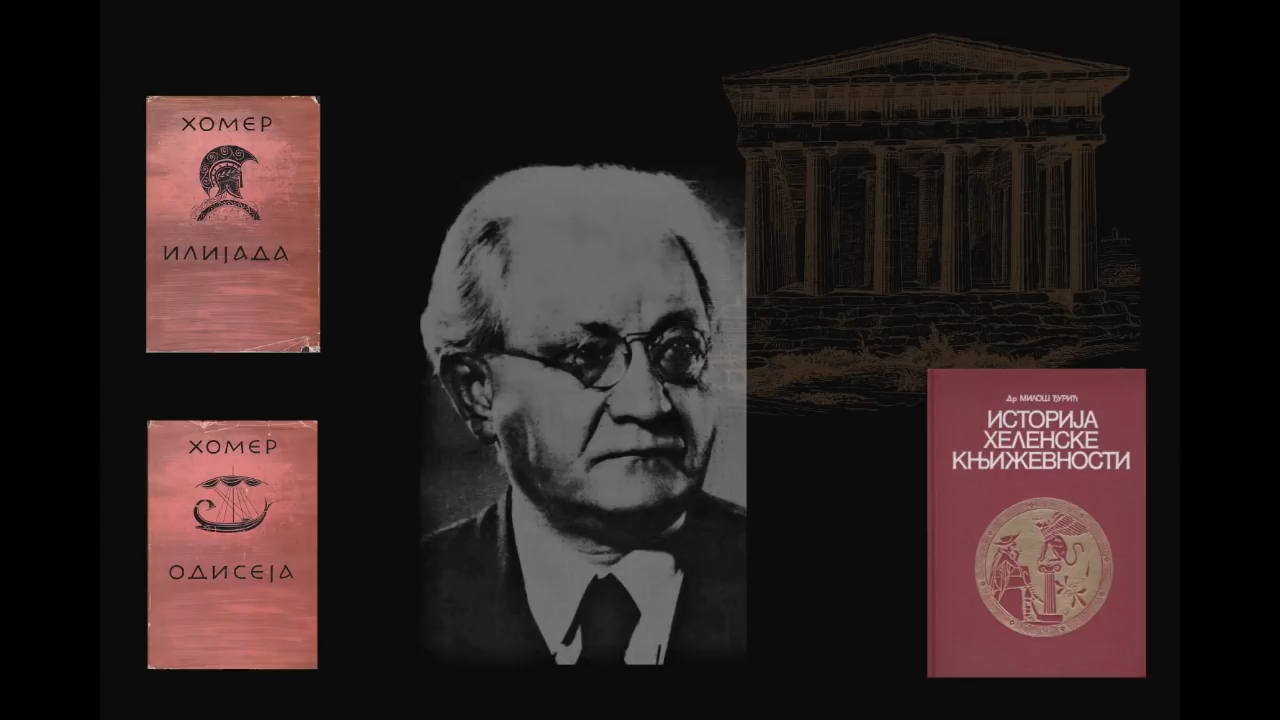 ХОМЕР
ИЛИЈАДА
ХОМЕР
ОДИСЕЈА
Др. МИЛОШ ЂУРИЋ
ИСТОРИЈА
ХЕЛЕНСКЕ
КЊИЖЕВНОСТИ